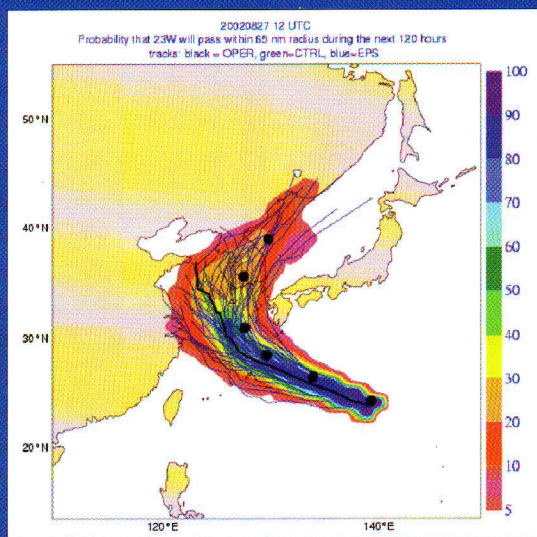 20020827 12 UTC
Probability that 23W will pass within 65 nm radius during the next 120 hours
tracks: black = OPER, green=CTRL, blue=EPS
100
90
80
70
60
50
40
30
20
10
5
50°N
40°N
30°N
20°N
120°E 140°E